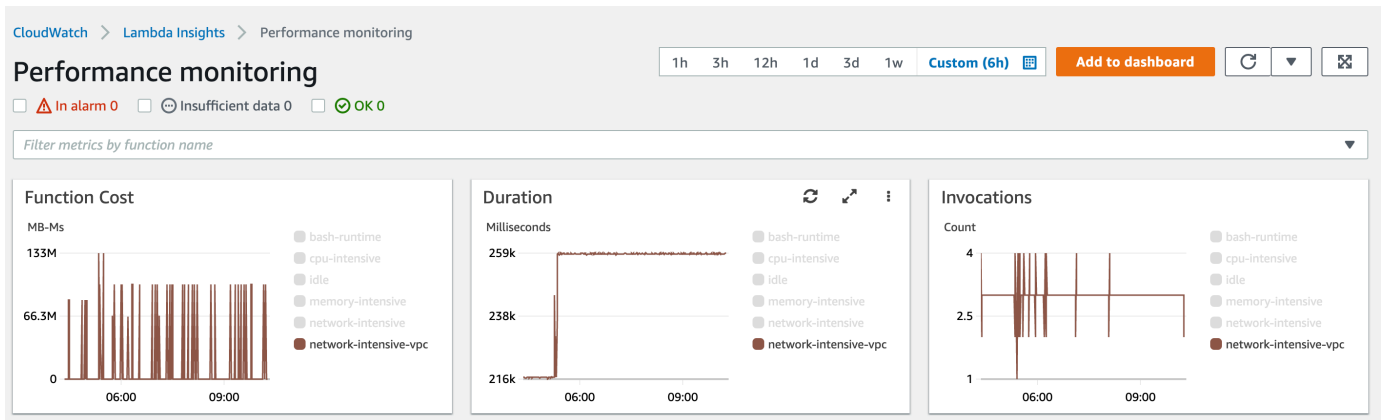 CloudWatch > Lambda Insights > Performance monitoring
Performance monitoring
1h 3h 12h 1d 3d 1w Custom (6h)
Add to dashboard
In alarm 0
Insufficient data 0
OK 0
Filter metrics by function name
Function Cost
MB-Ms
133M
66.3M
0
06:00 09:00
bash-runtime
cpu-intensive
idle
memory-intensive
network-intensive
network-intensive-vpc
Duration
Milliseconds
259k
238k
216k
06:00 09:00
bash-runtime
cpu-intensive
idle
memory-intensive
network-intensive
network-intensive-vpc
Invocations
Count
4
2.5
1
06:00 09:00
bash-runtime
cpu-intensive
idle
memory-intensive
network-intensive
network-intensive-vpc